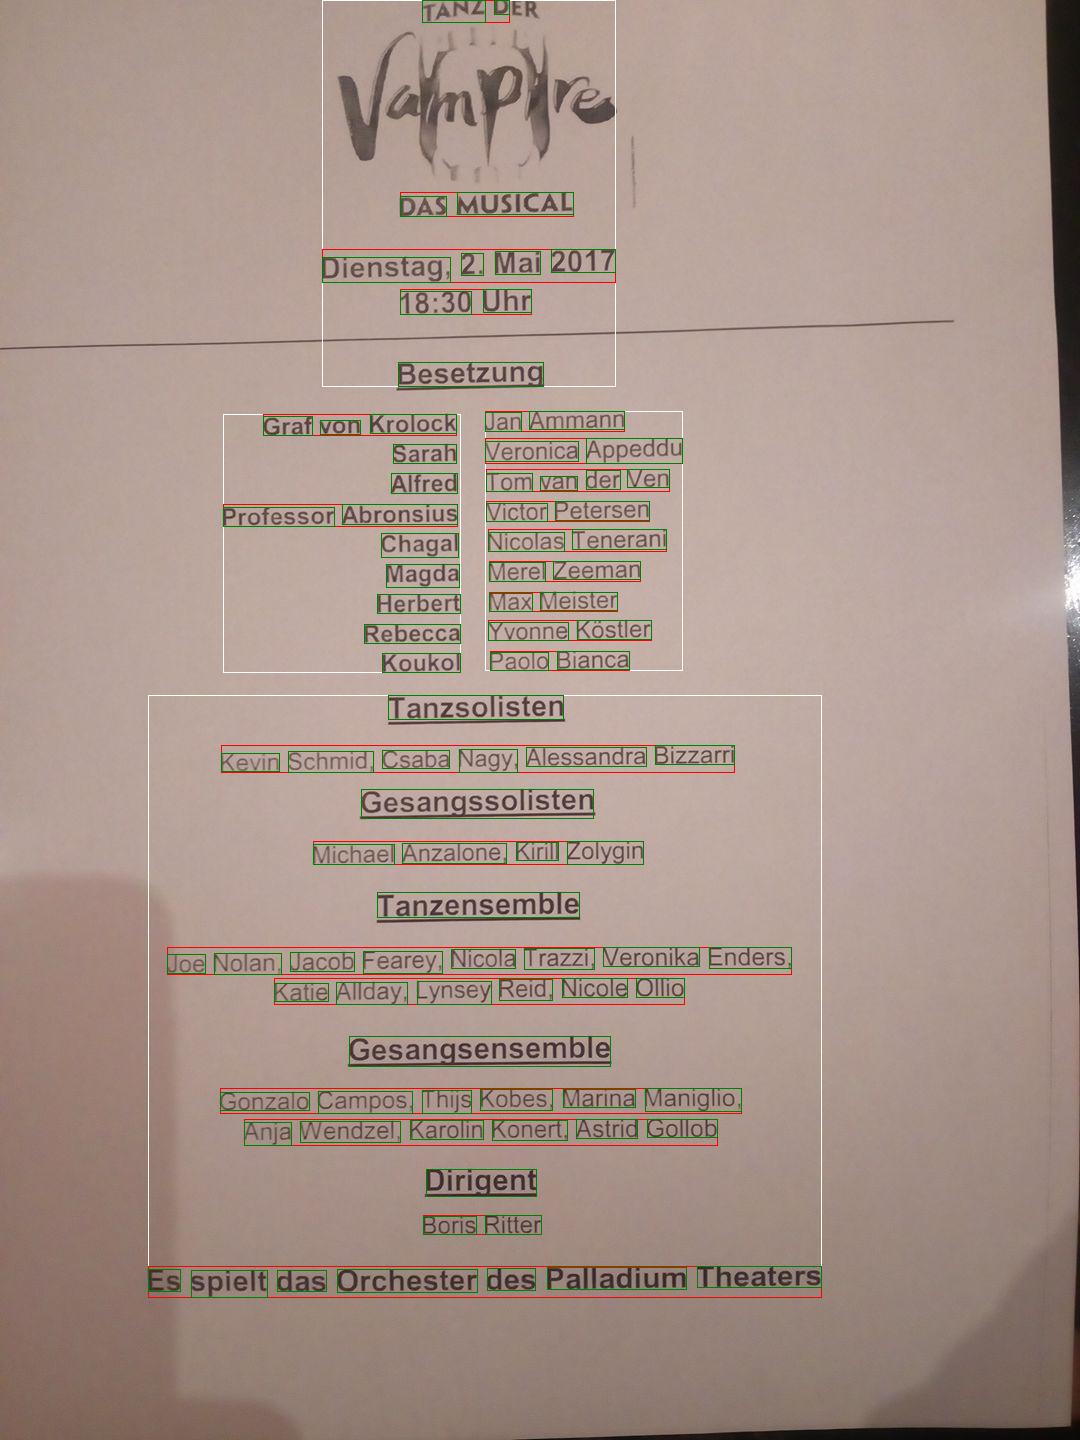 TANZ DER
Vampire
DAS MUSICAL
Dienstag, 2. Mai 2017
18:30 Uhr
Besetzung
Graf von Krolock Jan Ammann
Sarah Veronica Appeddu
Alfred Tom van der Ven
Professor Abronsius Victor Petersen
Chagal Nicolas Tenerani
Magda Merel Zeeman
Herbert Max Meister
Rebecca Yvonne Köstler
Koukol Paolo Bianca
Tanzsolisten
Kevin Schmid, Csaba Nagy, Alessandra Bizzarri
Gesangssolisten
Michael Anzalone, Kirill Zolygin
Tanzensemble
Joe Nolan, Jacob Fearey, Nicola Trazzi, Veronika Enders,
Katie Allday, Lynsey Reid, Nicole Ollio
Gesangsensemble
Gonzalo Campos, Thijs Kobes, Marina Maniglio,
Anja Wendzel, Karolin Konert, Astrid Gollob
Dirigent
Boris Ritter
Es spielt das Orchester des Palladium Theaters